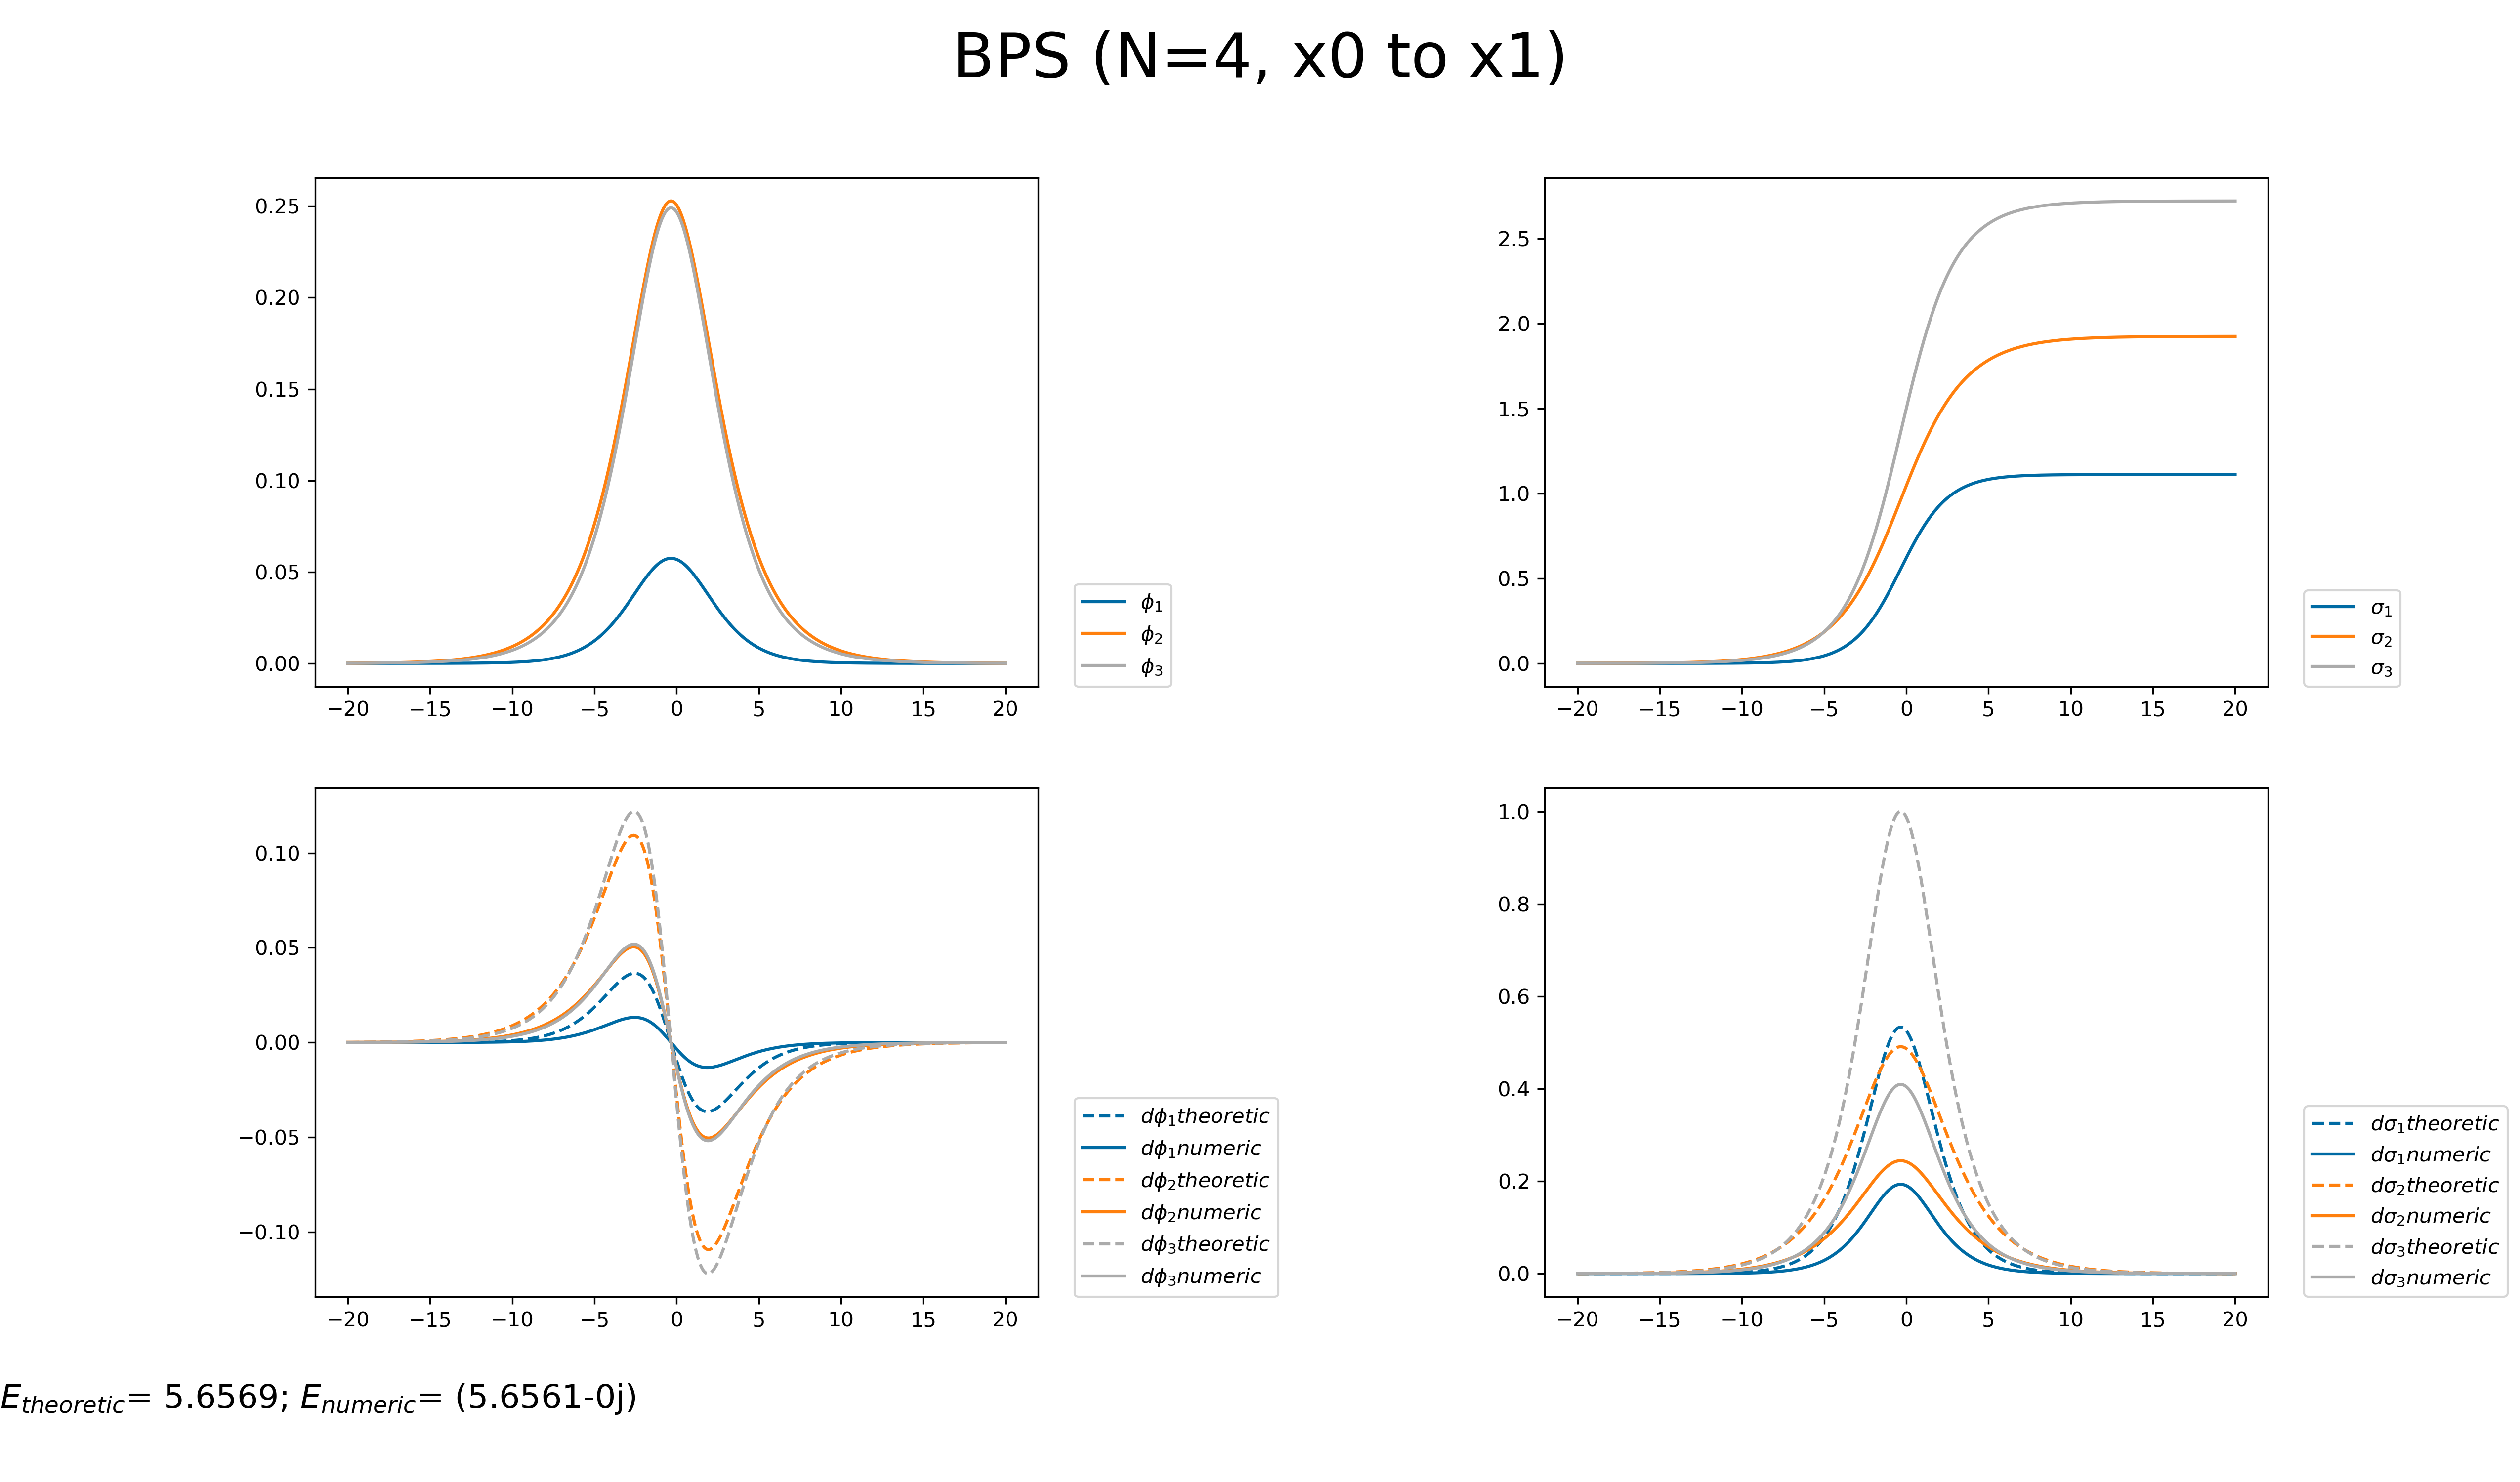 BPS (N=4, x0 to x1)
0.25
0.20
0.15
0.10
0.05
0.00
−20 −15 −10 −5 0 5 10 15 20
ϕ₁
ϕ₂
ϕ₃
2.5
2.0
1.5
1.0
0.5
0.0
−20 −15 −10 −5 0 5 10 15 20
σ₁
σ₂
σ₃
0.10
0.05
0.00
−0.05
−0.10
−20 −15 −10 −5 0 5 10 15 20
dϕ₁theoretic
dϕ₁numeric
dϕ₂theoretic
dϕ₂numeric
dϕ₃theoretic
dϕ₃numeric
1.0
0.8
0.6
0.4
0.2
0.0
−20 −15 −10 −5 0 5 10 15 20
dσ₁theoretic
dσ₁numeric
dσ₂theoretic
dσ₂numeric
dσ₃theoretic
dσ₃numeric
E_theoretic= 5.6569; E_numeric= (5.6561-0j)